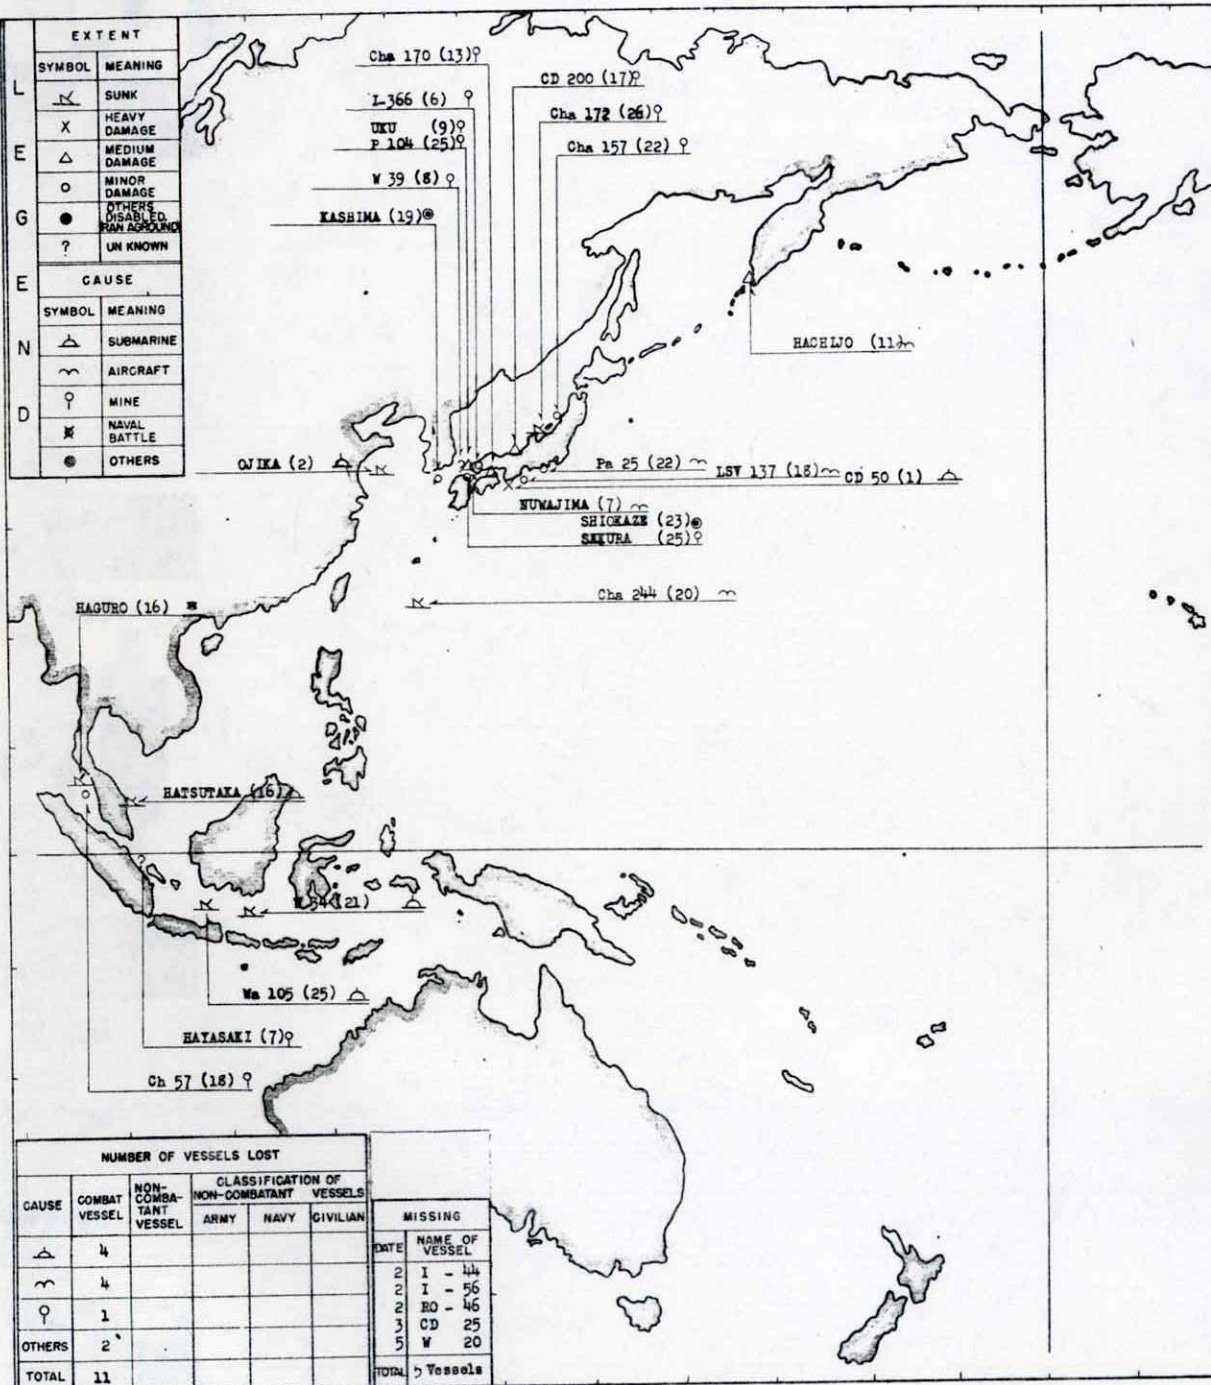 LEGEND
EXTENT
SYMBOL MEANING
SUNK
X HEAVY DAMAGE
MEDIUM DAMAGE
MINOR DAMAGE
OTHERS DISABLED, RAN AGROUND
? UN KNOWN
CAUSE
SYMBOL MEANING
SUBMARINE
AIRCRAFT
MINE
NAVAL BATTLE
OTHERS
Cha 170 (13)
CD 200 (17)
I-366 (6)
Cha 172 (26)
UKU (9)
P 104 (25)
Cha 157 (22)
W 39 (8)
KASHIMA (19)
HACHIJO (11)
OJIKA (2)
Pa 25 (22)
LSV 137 (18)
CD 50 (1)
NUWAJIMA (7)
SHIOKAZE (23)
SAKURA (25)
Cha 244 (20)
HAGURO (16)
HATSUTAKA (16)
W 54 (21)
Wa 105 (25)
HAYASAKI (7)
Ch 57 (18)
NUMBER OF VESSELS LOST
CAUSE COMBAT VESSEL NON-COMBA-TANT VESSEL CLASSIFICATION OF NON-COMBATANT VESSELS
ARMY NAVY CIVILIAN
4
4
1
OTHERS 2
TOTAL 11
MISSING
DATE NAME OF VESSEL
2 I - 44
2 I - 56
2 RO - 46
3 CD 25
5 W 20
TOTAL 5 Vessels